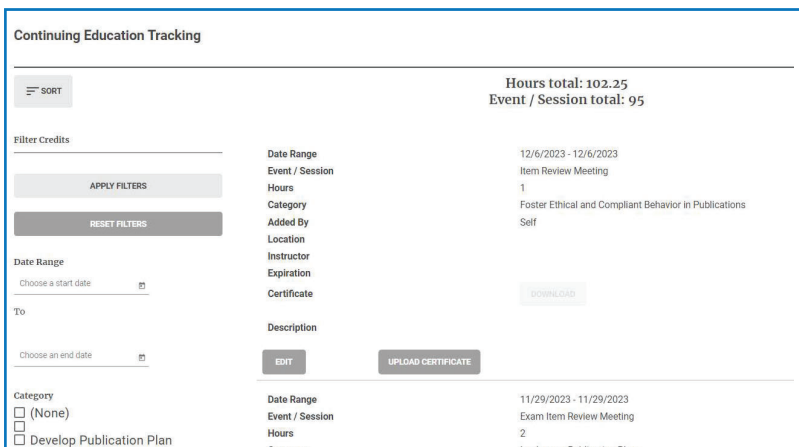 Continuing Education Tracking
SORT
Hours total: 102.25
Event / Session total: 95
Filter Credits
APPLY FILTERS
RESET FILTERS
Date Range
Choose a start date
To
Choose an end date
Category
(None)
Develop Publication Plan
Date Range 12/6/2023 - 12/6/2023
Event / Session Item Review Meeting
Hours 1
Category Foster Ethical and Compliant Behavior in Publications
Added By Self
Location
Instructor
Expiration
Certificate DOWNLOAD
Description
EDIT UPLOAD CERTIFICATE
Date Range 11/29/2023 - 11/29/2023
Event / Session Exam Item Review Meeting
Hours 2